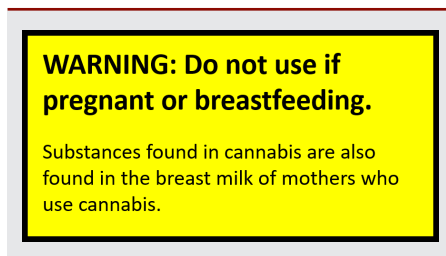 WARNING: Do not use if
pregnant or breastfeeding.
Substances found in cannabis are also
found in the breast milk of mothers who
use cannabis.